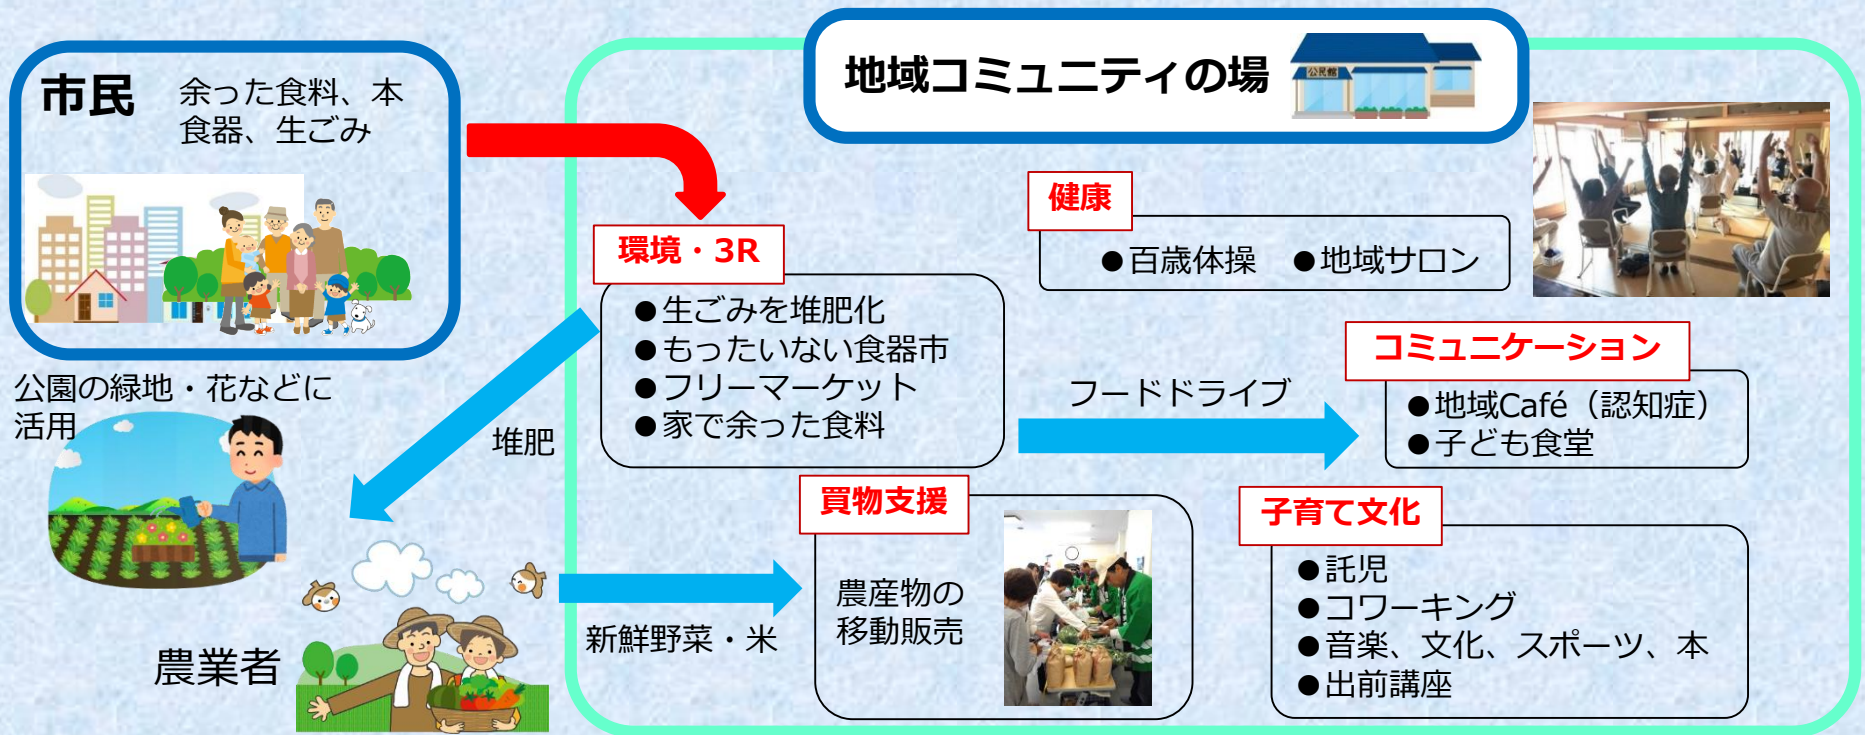 市民
余った食料、本
食器、生ごみ
地域コミュニティの場
公民館
健康
●百歳体操 ●地域サロン
環境・3R
●生ごみを堆肥化
●もったいない食器市
●フリーマーケット
●家で余った食料
フードドライブ
コミュニケーション
●地域Café（認知症）
●子ども食堂
公園の緑地・花などに
活用
堆肥
農業者
新鮮野菜・米
買物支援
農産物の
移動販売
子育て文化
●託児
●コワーキング
●音楽、文化、スポーツ、本
●出前講座